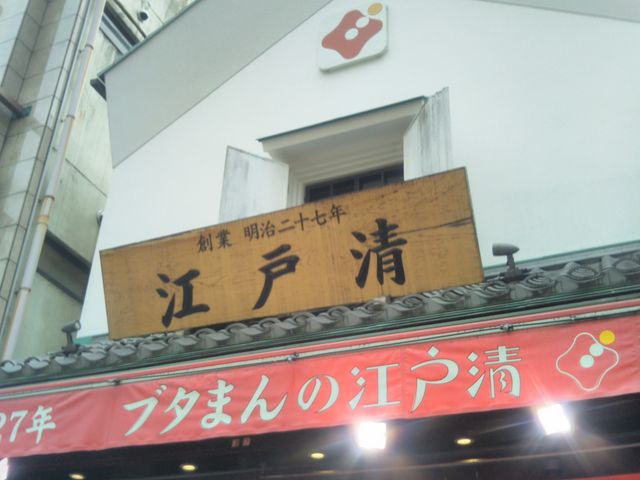 創業 明治二十七年
江戸清
27年 ブタまんの江戸清